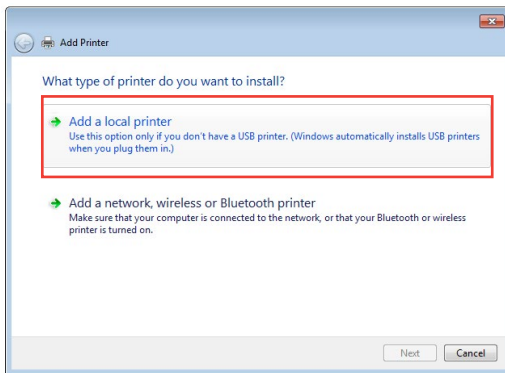 Add Printer
What type of printer do you want to install?
Add a local printer
Use this option only if you don't have a USB printer. (Windows automatically installs USB printers
when you plug them in.)
Add a network, wireless or Bluetooth printer
Make sure that your computer is connected to the network, or that your Bluetooth or wireless
printer is turned on.
Next Cancel